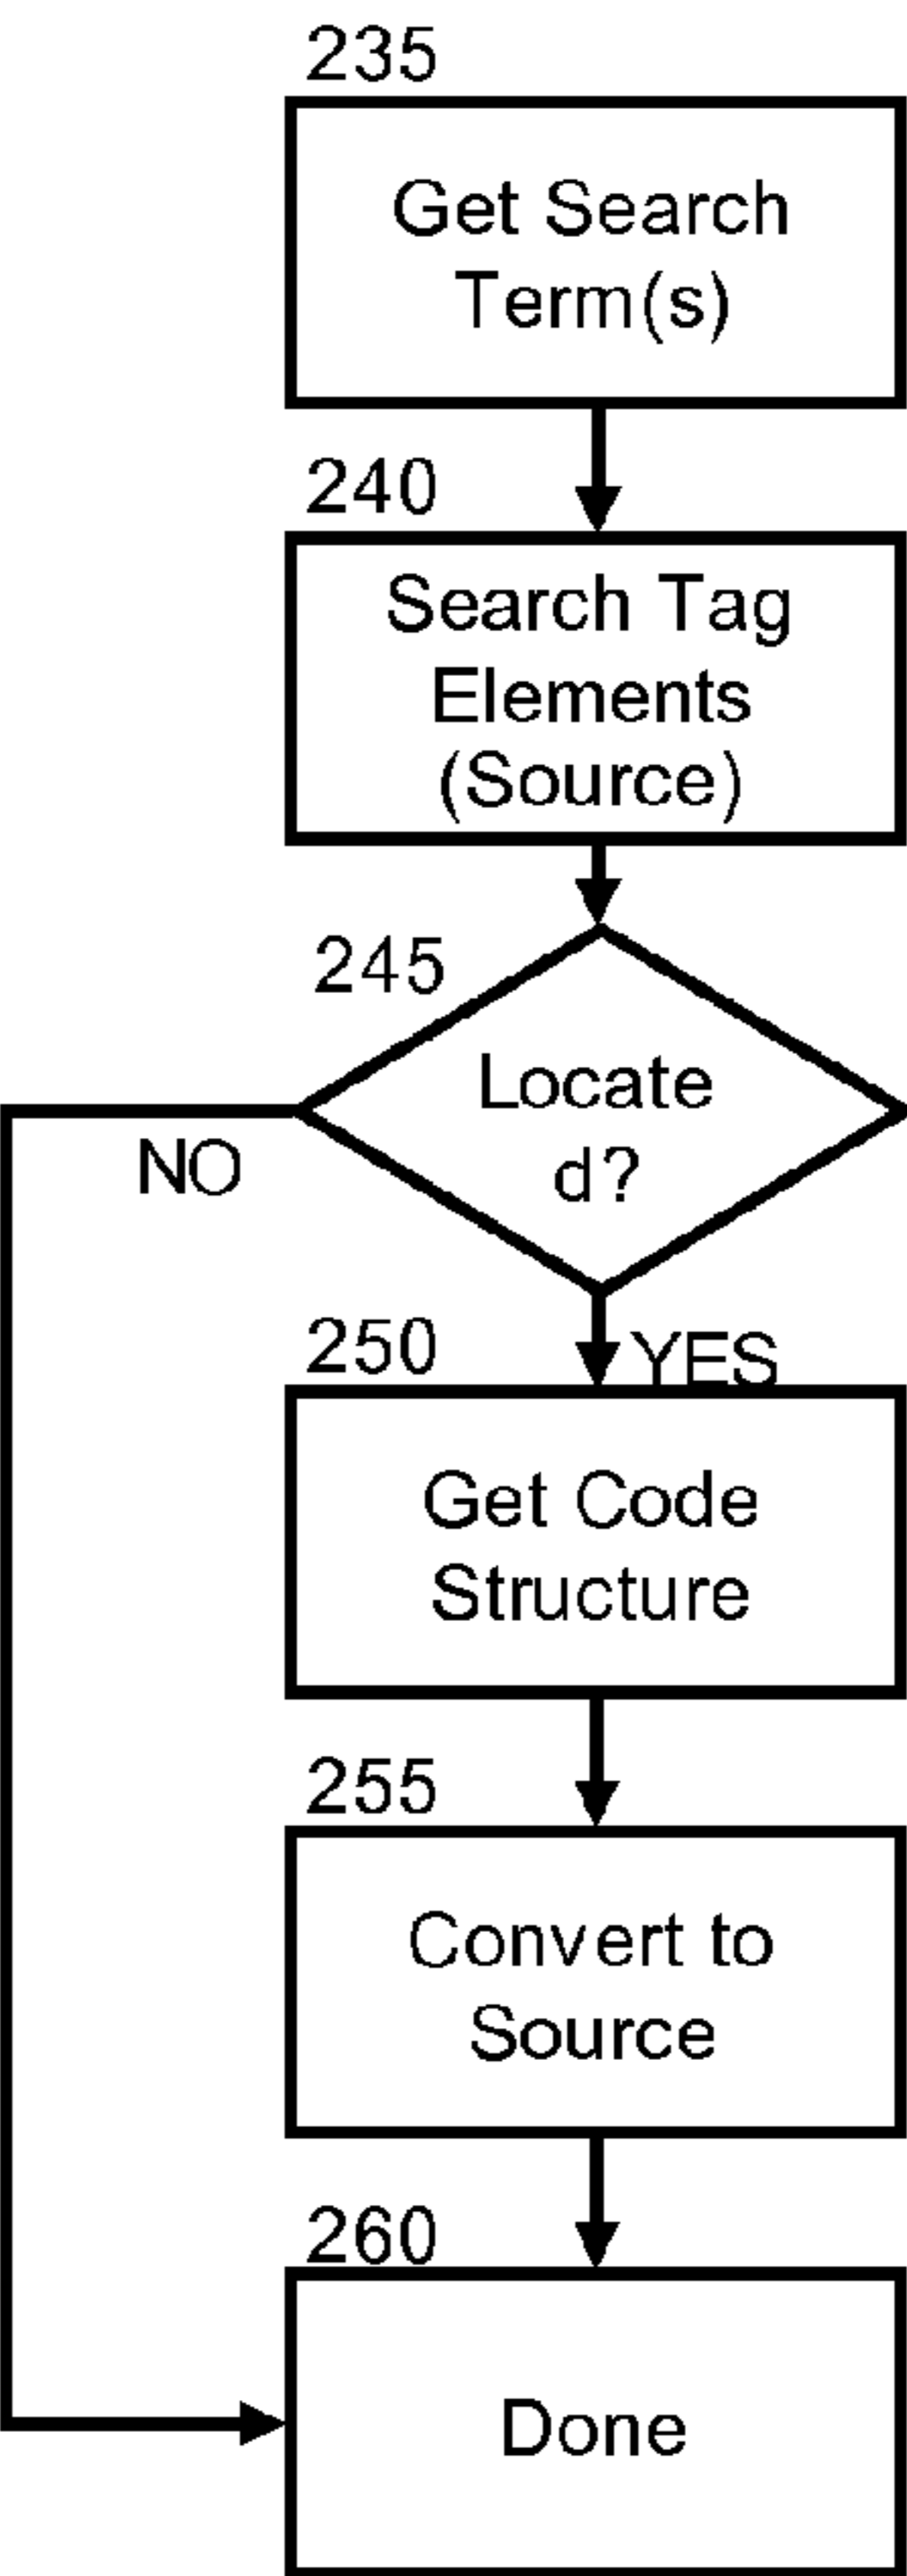 235
Get Search
Term(s)
240
Search Tag
Elements
(Source)
245
Locate
d?
NO
250
YES
Get Code
Structure
255
Convert to
Source
260
Done